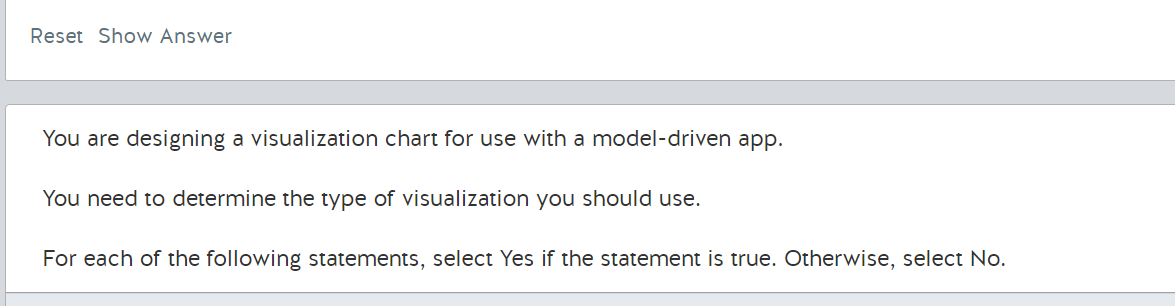 Reset Show Answer
You are designing a visualization chart for use with a model-driven app.
You need to determine the type of visualization you should use.
For each of the following statements, select Yes if the statement is true. Otherwise, select No.